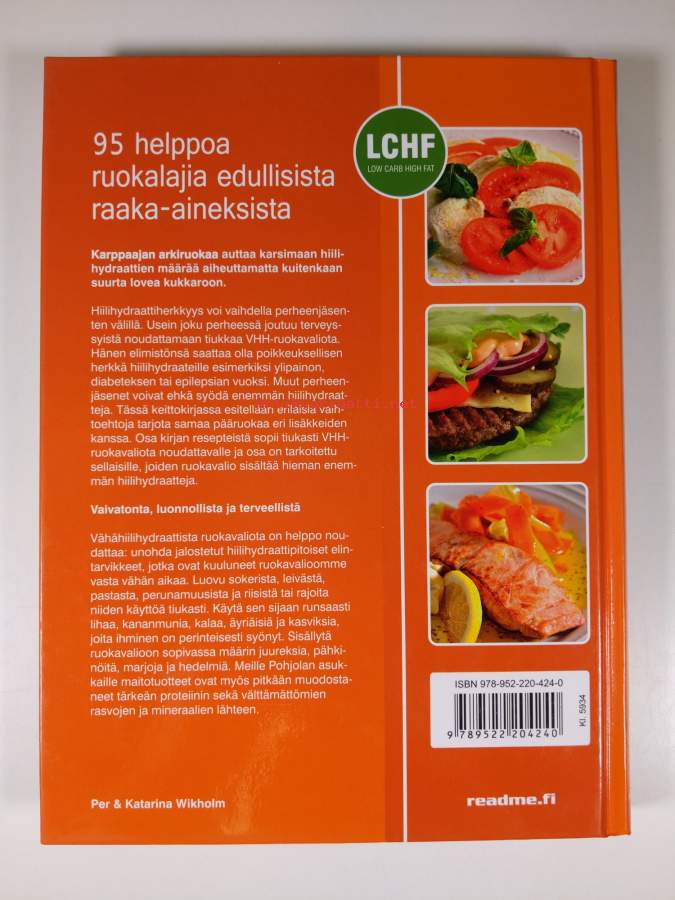 95 helppoa
ruokalajia edullisista
raaka-aineksista
LCHF
LOW CARB HIGH FAT
Karppaajan arkiruokaa auttaa karsimaan hiili-
hydraattien määrää aiheuttamatta kuitenkaan
suurta lovea kukkaroon.
Hiilihydraattiherkkyys voi vaihdella perheenjäsen-
ten välillä. Usein joku perheessä joutuu terveys-
syistä noudattamaan tiukkaa VHH-ruokavaliota.
Hänen elimistönsä saattaa olla poikkeuksellisen
herkkä hiilihydraateille esimerkiksi ylipainon,
diabeteksen tai epilepsian vuoksi. Muut perheen-
jäsenet voivat ehkä syödä enemmän hiilihydraat-
teja. Tässä keittokirjassa esitellään erilaisia vaih-
toehtoja tarjota samaa pääruokaa eri lisäkkeiden
kanssa. Osa kirjan resepteistä sopii tiukasti VHH-
ruokavaliota noudattavalle ja osa on tarkoitettu
sellaisille, joiden ruokavalio sisältää hieman enem-
män hiilihydraatteja.
Vaivatonta, luonnollista ja terveellistä
Vähähiilihydraattista ruokavaliota on helppo nou-
dattaa: unohda jalostetut hiilihydraattipitoiset elin-
tarvikkeet, jotka ovat kuuluneet ruokavalioomme
vasta vähän aikaa. Luovu sokerista, leivästä,
pastasta, perunamuusista ja riisistä tai rajoita
niiden käyttöä tiukasti. Käytä sen sijaan runsaasti
lihaa, kananmunia, kalaa, äyriäisiä ja kasviksia,
joita ihminen on perinteisesti syönyt. Sisällytä
ruokavalioon sopivassa määrin juureksia, pähki-
nöitä, marjoja ja hedelmiä. Meille Pohjolan asuk-
kaille maitotuotteet ovat myös pitkään muodosta-
neet tärkeän proteiinin sekä välttämättömien
rasvojen ja mineraalien lähteen.
Per & Katarina Wikholm
ISBN 978-952-220-424-0
9 789522 204240
Kl. 5934
readme.fi